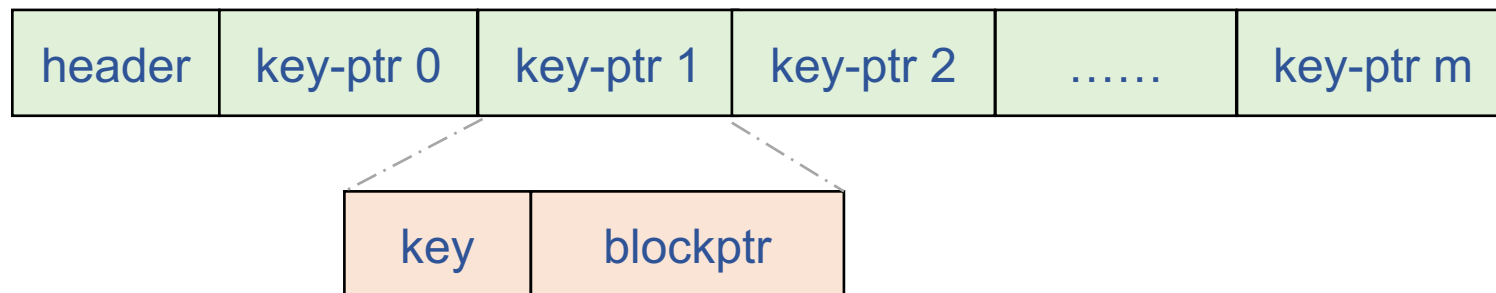 header key-ptr 0 key-ptr 1 key-ptr 2 ...... key-ptr m
key blockptr